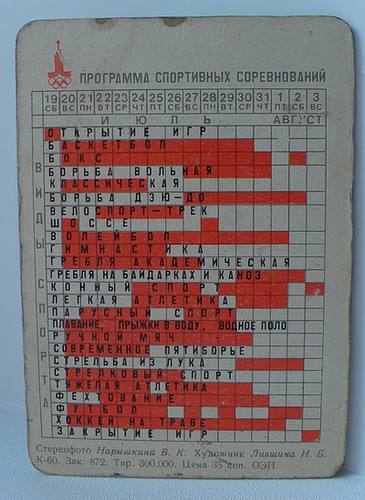 ПРОГРАММА СПОРТИВНЫХ СОРЕВНОВАНИЙ
19 20 21 22 23 24 25 26 27 28 29 30 31 1 2 3
СБ ВС ПН ВТ СР ЧТ ПТ СБ ВС ПН ВТ СР ЧТ ПТ СБ ВС
ИЮЛЬ АВГУСТ
ВИДЫ СПОРТА
ОТКРЫТИЕ ИГР
БАСКЕТБОЛ
БОКС
БОРЬБА ВОЛЬНАЯ
КЛАССИЧЕСКАЯ
БОРЬБА ДЗЮ-ДО
ВЕЛОСПОРТ-ТРЕК
ШОССЕ
ВОЛЕЙБОЛ
ГИМНАСТИКА
ГРЕБЛЯ АКАДЕМИЧЕСКАЯ
ГРЕБЛЯ НА БАЙДАРКАХ И КАНОЭ
КОННЫЙ СПОРТ
ЛЕГКАЯ АТЛЕТИКА
ПАРУСНЫЙ СПОРТ
ПЛАВАНИЕ, ПРЫЖКИ В ВОДУ, ВОДНОЕ ПОЛО
РУЧНОЙ МЯЧ
СОВРЕМЕННОЕ ПЯТИБОРЬЕ
СТРЕЛЬБА ИЗ ЛУКА
СТРЕЛКОВЫЙ СПОРТ
ТЯЖЕЛАЯ АТЛЕТИКА
ФЕХТОВАНИЕ
ФУТБОЛ
ХОККЕЙ НА ТРАВЕ
ЗАКРЫТИЕ ИГР
Стереофото Нарышкина В. К. Художник Лившина И. Б.
К-60. Зак. 872. Тир. 300.000. Цена 35 коп. ОЭП.